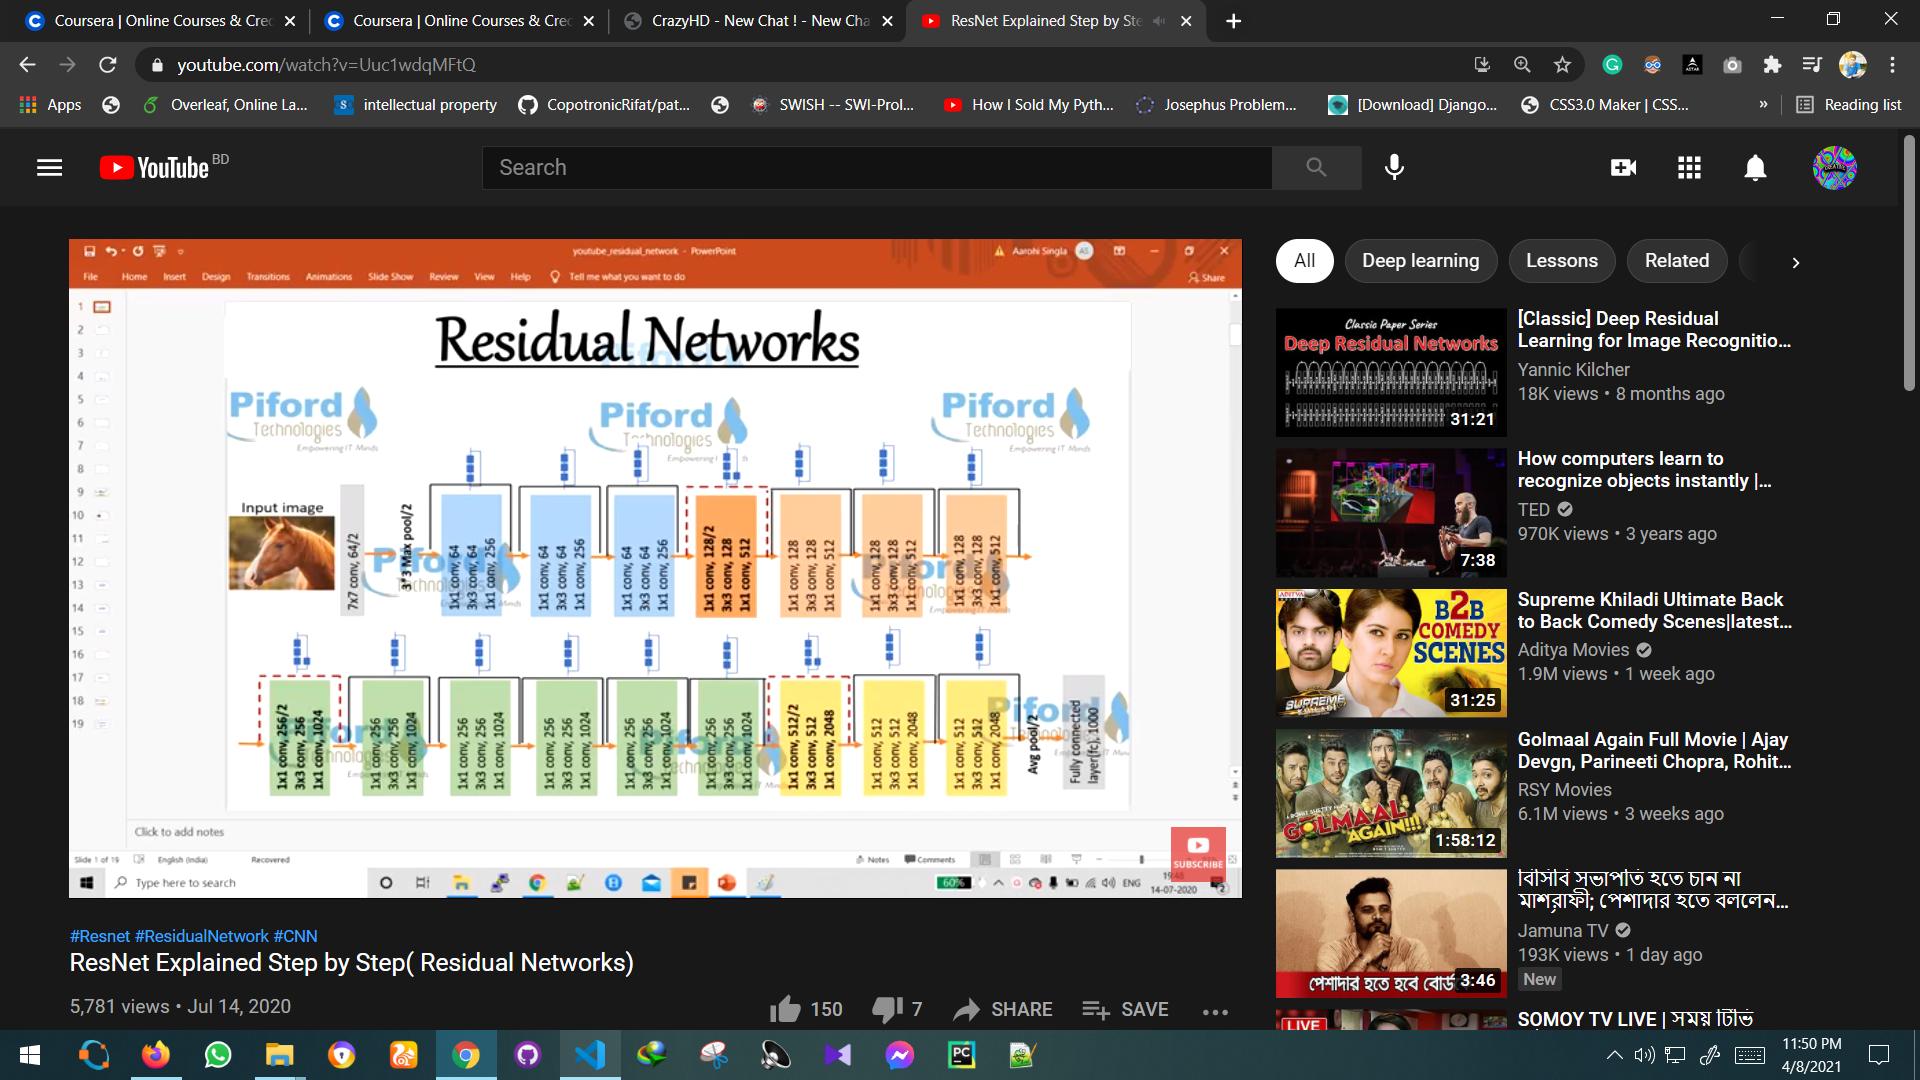 Coursera | Online Courses & Cred
Coursera | Online Courses & Cred
CrazyHD - New Chat ! - New Cha
ResNet Explained Step by Ste
youtube.com/watch?v=Uuc1wdqMFtQ
Apps
Overleaf, Online La...
intellectual property
CopotronicRifat/pat...
SWISH -- SWI-Prol...
How I Sold My Pyth...
Josephus Problem...
[Download] Django...
CSS3.0 Maker | CSS...
»
Reading list
YouTube BD
Search
youtube_residual_network - PowerPoint
Aarohi Singla
AS
File Home Insert Design Transitions Animations Slide Show Review View Help Tell me what you want to do
Share
1
2
3
4
5
6
7
8
9
10
11
12
13
14
15
16
17
18
19
Residual Networks
Piford
Technologies
Empowering IT Minds
Piford
Technologies
Piford
Technologies
Empowering IT Minds
Input image
7x7 conv, 64/2
3*3 Max pool/2
1x1 conv, 64
3x3 conv, 64
1x1 conv, 256
1x1 conv, 64
3x3 conv, 64
1x1 conv, 256
1x1 conv, 64
3x3 conv, 64
1x1 conv, 256
1x1 conv, 128/2
3x3 conv, 128
1x1 conv, 512
1x1 conv, 128
3x3 conv, 128
1x1 conv, 512
1x1 conv, 128
3x3 conv, 128
1x1 conv, 512
1x1 conv, 128
3x3 conv, 128
1x1 conv, 512
1x1 conv, 256/2
3x3 conv, 256
1x1 conv, 1024
1x1 conv, 256
3x3 conv, 256
1x1 conv, 1024
1x1 conv, 256
3x3 conv, 256
1x1 conv, 1024
1x1 conv, 256
3x3 conv, 256
1x1 conv, 1024
1x1 conv, 256
3x3 conv, 256
1x1 conv, 1024
1x1 conv, 256
3x3 conv, 256
1x1 conv, 1024
1x1 conv, 512/2
3x3 conv, 512
1x1 conv, 2048
1x1 conv, 512
3x3 conv, 512
1x1 conv, 2048
1x1 conv, 512
3x3 conv, 512
1x1 conv, 2048
Avg pool/2
Fully connected
layer(fc), 1000
Click to add notes
Slide 1 of 19 English (India) Recovered
Notes Comments
SUBSCRIBE
Type here to search
60%
ENG
14-07-2020
#Resnet #ResidualNetwork #CNN
ResNet Explained Step by Step( Residual Networks)
5,781 views • Jul 14, 2020
150
7
SHARE
SAVE
All
Deep learning
Lessons
Related
Classic Paper Series
Deep Residual Networks
31:21
[Classic] Deep Residual
Learning for Image Recognitio...
Yannic Kilcher
18K views • 8 months ago
7:38
How computers learn to
recognize objects instantly |...
TED
970K views • 3 years ago
ADITYA
B2B
COMEDY
SCENES
SUPREME
31:25
Supreme Khiladi Ultimate Back
to Back Comedy Scenes|latest...
Aditya Movies
1.9M views • 1 week ago
GOLMAAL
AGAIN!!!
1:58:12
Golmaal Again Full Movie | Ajay
Devgn, Parineeti Chopra, Rohit...
RSY Movies
6.1M views • 3 weeks ago
পেশাদার হতে হবে বোর্ড
3:46
বিসিবি সভাপতি হতে চান না
মাশরাফী; পেশাদার হতে বললেন...
Jamuna TV
193K views • 1 day ago
New
LIVE
SOMOY TV LIVE | সময় টিভি
PC
11:50 PM
4/8/2021